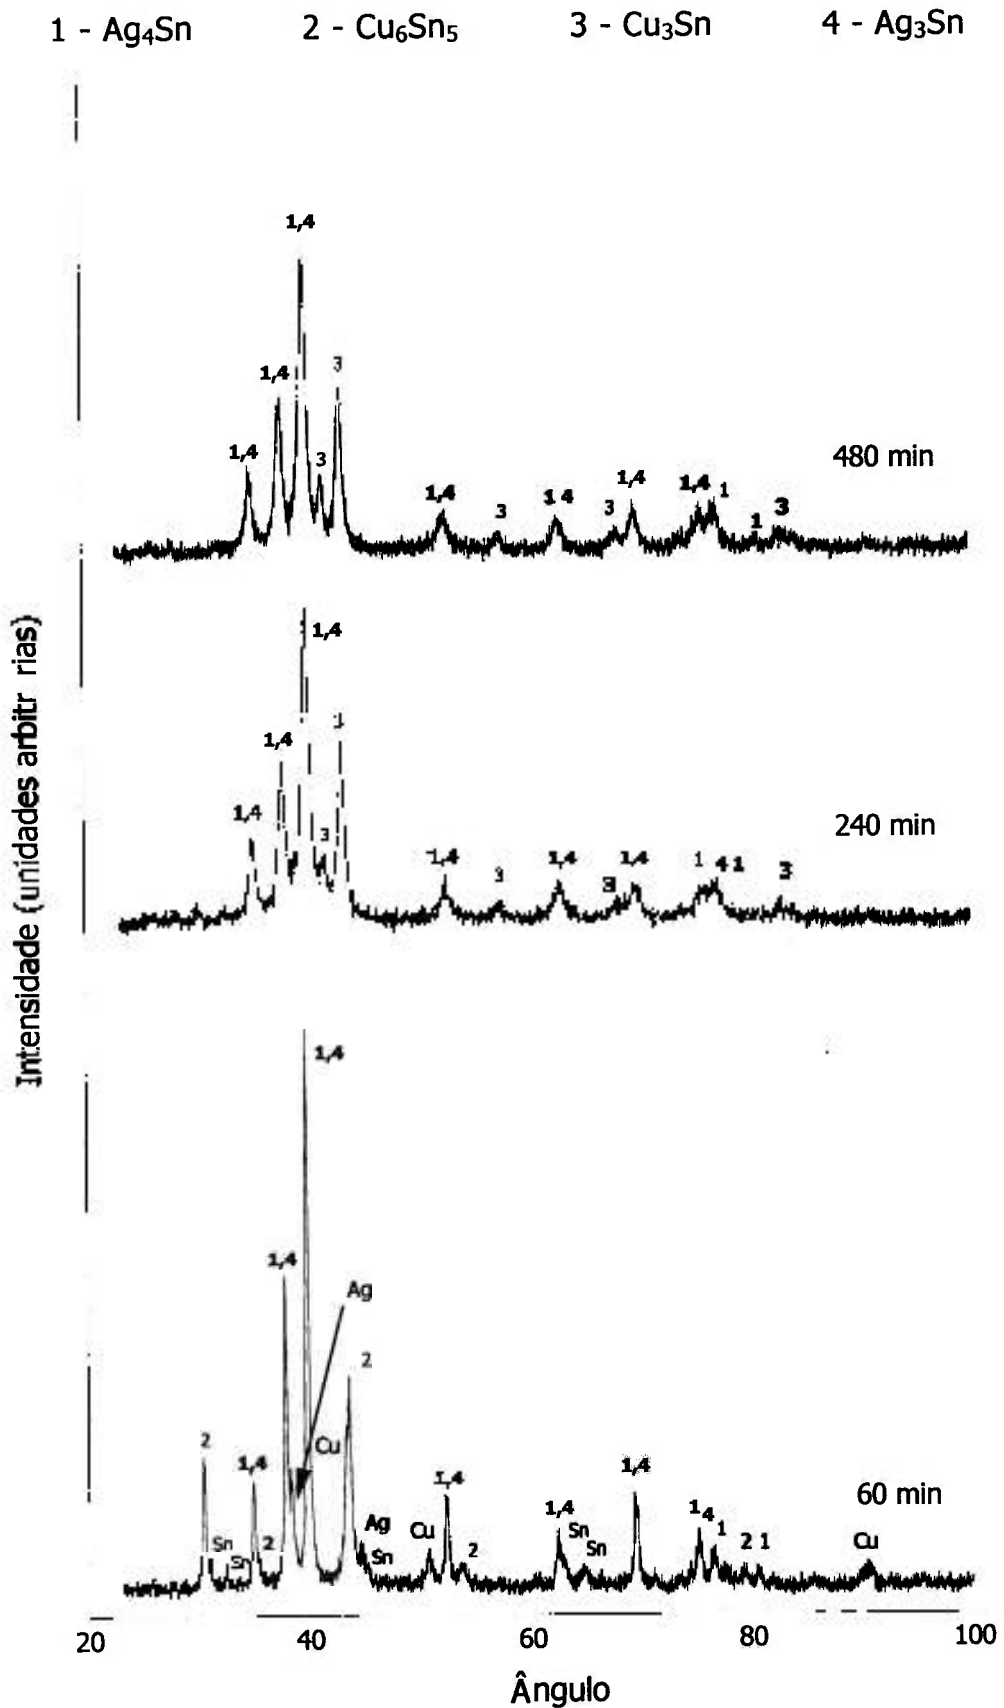 1 - Ag₄Sn 2 - Cu₆Sn₅ 3 - Cu₃Sn 4 - Ag₃Sn
1,4
1,4
3
1,4
3
480 min
1,4
3
1 4
3
1,4
1,4
1
1
3
Intensidade (unidades arbitr rias)
1,4
1,4
1,4
3
240 min
1,4
3
1,4
3
1,4
1
4 1
3
1,4
1,4
Ag
2
2
Cu
1,4
1,4
1,4
60 min
Sn
Sn
2
Ag
Sn
Cu
2
1,4
Sn
Sn
1
4
1
2 1
Cu
20 40 60 80 100
Ângulo